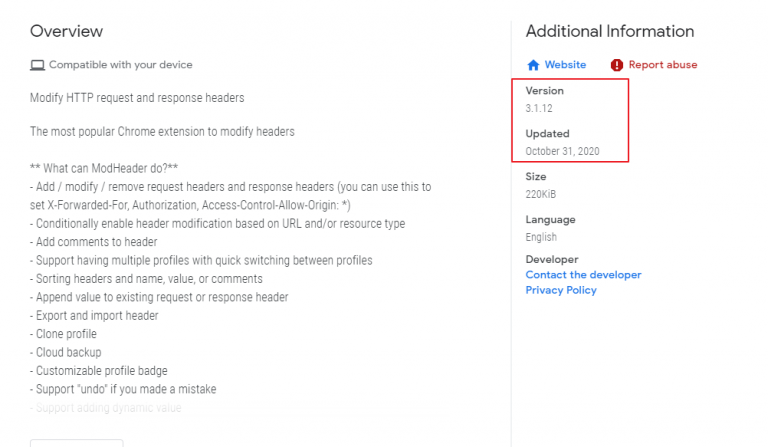 Overview
Compatible with your device
Modify HTTP request and response headers
The most popular Chrome extension to modify headers
** What can ModHeader do?**
- Add / modify / remove request headers and response headers (you can use this to
set X-Forwarded-For, Authorization, Access-Control-Allow-Origin: *)
- Conditionally enable header modification based on URL and/or resource type
- Add comments to header
- Support having multiple profiles with quick switching between profiles
- Sorting headers and name, value, or comments
- Append value to existing request or response header
- Export and import header
- Clone profile
- Cloud backup
- Customizable profile badge
- Support "undo" if you made a mistake
- Support adding dynamic value
Additional Information
Website
Report abuse
Version
3.1.12
Updated
October 31, 2020
Size
220KiB
Language
English
Developer
Contact the developer
Privacy Policy